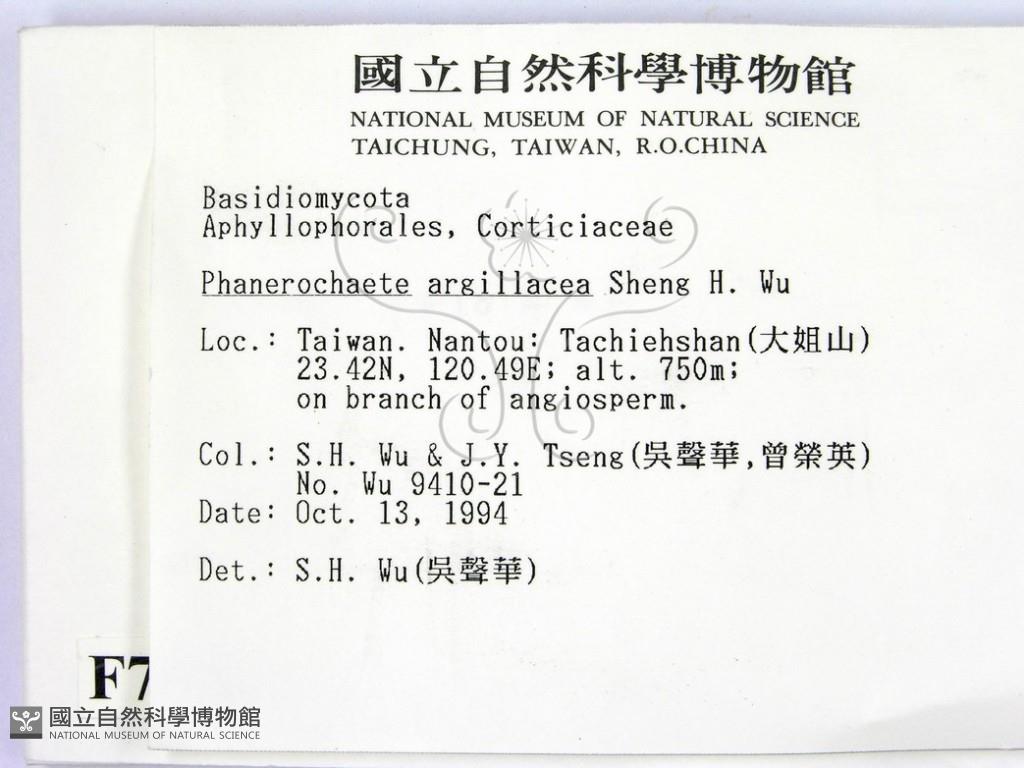 國立自然科學博物館
NATIONAL MUSEUM OF NATURAL SCIENCE
TAICHUNG, TAIWAN, R.O.CHINA
Basidiomycota
Aphyllophorales, Corticiaceae
Phanerochaete argillacea Sheng H. Wu
Loc.: Taiwan. Nantou: Tachiehshan(大姐山)
23.42N, 120.49E; alt. 750m;
on branch of angiosperm.
Col.: S.H. Wu & J.Y. Tseng(吳聲華,曾榮英)
No. Wu 9410-21
Date: Oct. 13, 1994
Det.: S.H. Wu(吳聲華)
F7
國立自然科學博物館
NATIONAL MUSEUM OF NATURAL SCIENCE